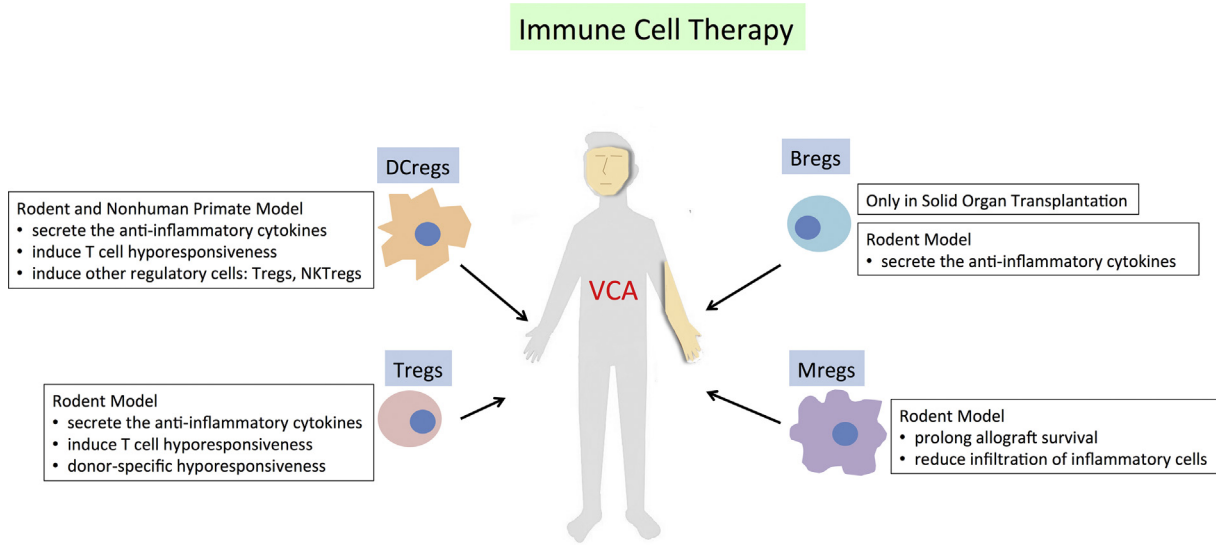 Immune Cell Therapy
DCregs
Rodent and Nonhuman Primate Model
• secrete the anti-inflammatory cytokines
• induce T cell hyporesponsiveness
• induce other regulatory cells: Tregs, NKTregs
Bregs
Only in Solid Organ Transplantation
Rodent Model
• secrete the anti-inflammatory cytokines
VCA
Tregs
Rodent Model
• secrete the anti-inflammatory cytokines
• induce T cell hyporesponsiveness
• donor-specific hyporesponsiveness
Mregs
Rodent Model
• prolong allograft survival
• reduce infiltration of inflammatory cells